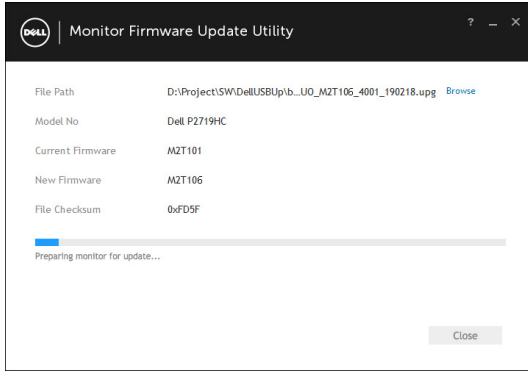 DELL
Monitor Firmware Update Utility
?
File Path D:\Project\SW\DellUSBUp\b...UO_M2T106_4001_190218.upg Browse
Model No Dell P2719HC
Current Firmware M2T101
New Firmware M2T106
File Checksum 0xFD5F
Preparing monitor for update...
Close